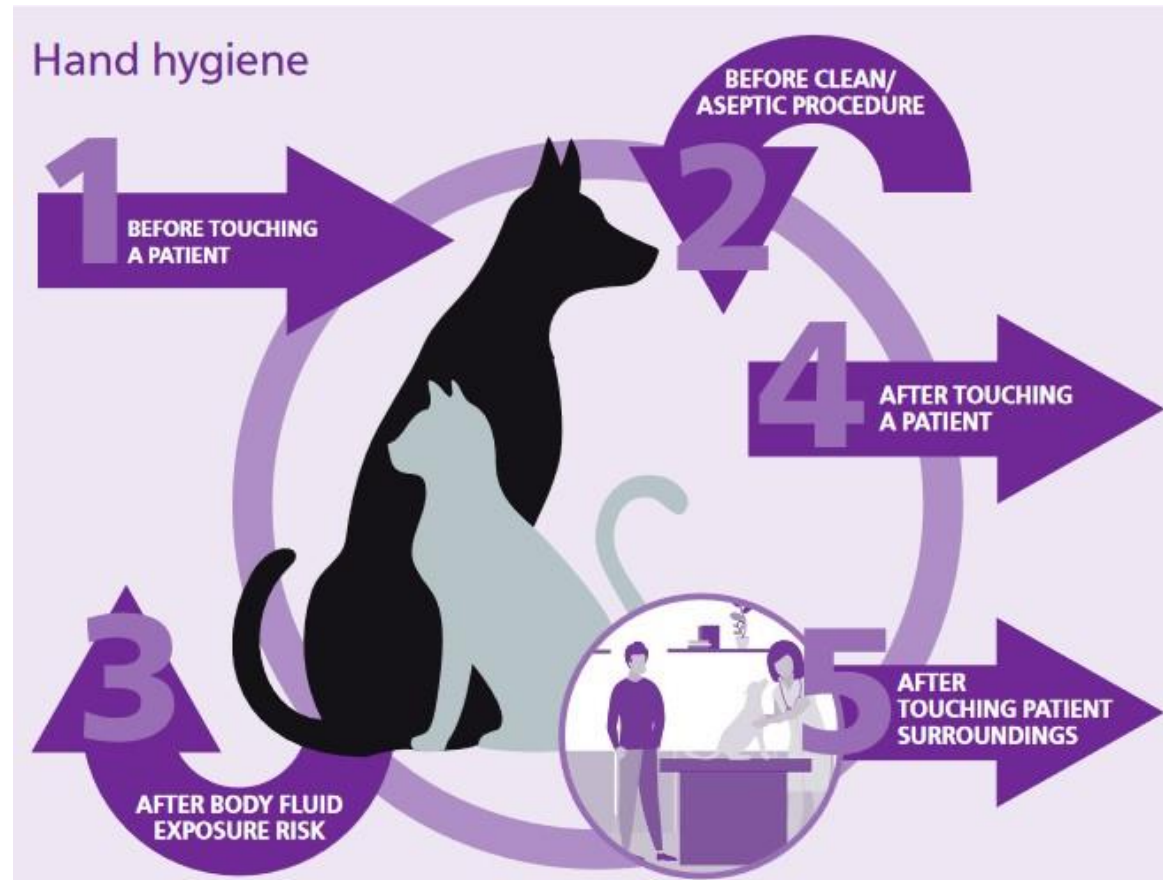 Hand hygiene
1
BEFORE TOUCHING
A PATIENT
2
BEFORE CLEAN/
ASEPTIC PROCEDURE
3
AFTER BODY FLUID
EXPOSURE RISK
4
AFTER TOUCHING
A PATIENT
5
AFTER
TOUCHING PATIENT
SURROUNDINGS